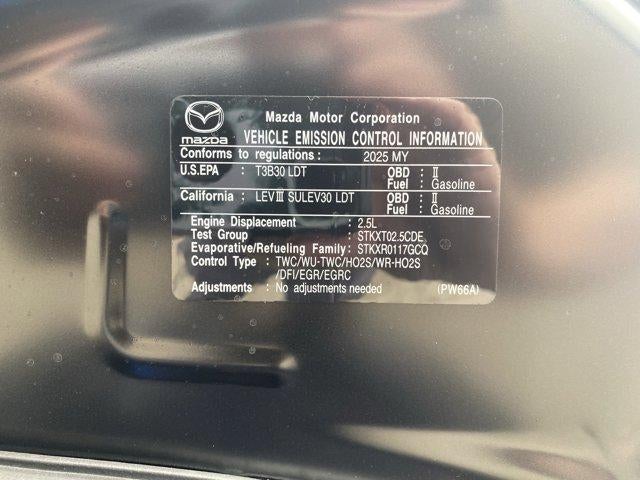 Mazda Motor Corporation
mazda VEHICLE EMISSION CONTROL INFORMATION
Conforms to regulations : 2025 MY
U.S.EPA : T3B30 LDT OBD : II
Fuel : Gasoline
California : LEVIII SULEV30 LDT OBD : II
Fuel : Gasoline
Engine Displacement : 2.5L
Test Group : STKXT02.5CDE
Evaporative/Refueling Family: STKXR0117GCQ
Control Type : TWC/WU-TWC/HO2S/WR-HO2S
/DFI/EGR/EGRC
Adjustments : No adjustments needed (PW66A)